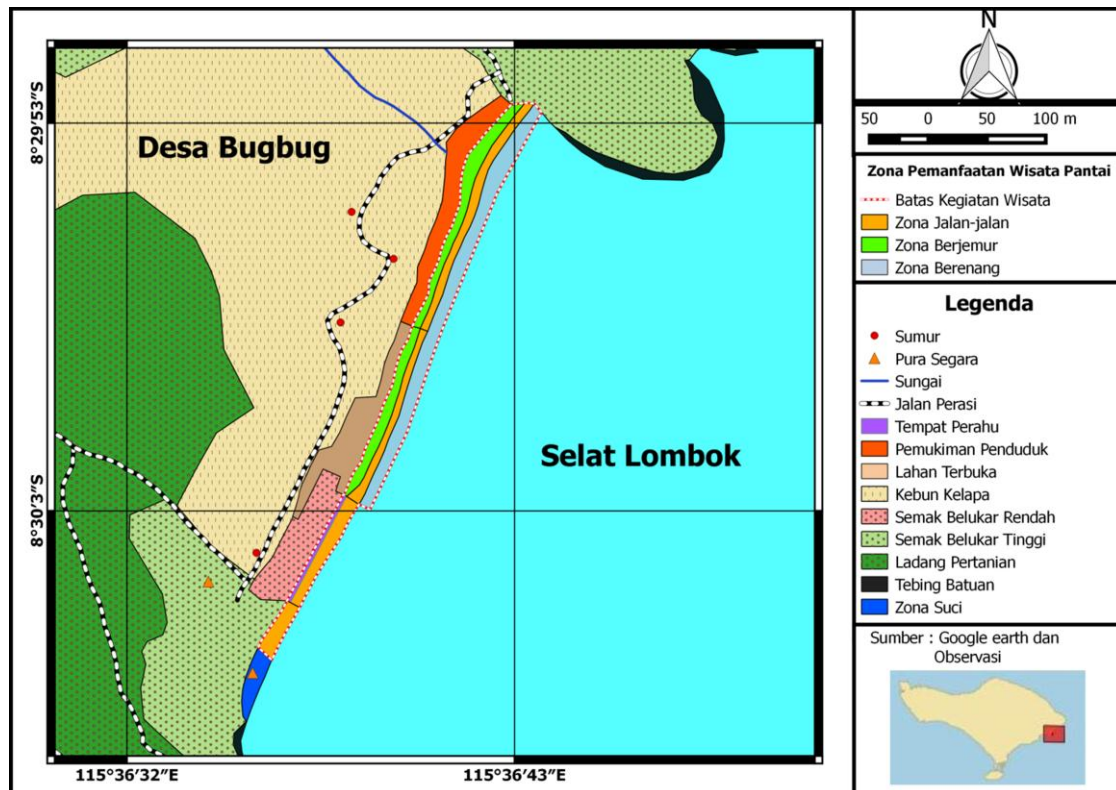 8°29'53"S
8°30'3"S
115°36'32"E
115°36'43"E
Desa Bugbug
Selat Lombok
N
50 0 50 100 m
Zona Pemanfaatan Wisata Pantai
Batas Kegiatan Wisata
Zona Jalan-jalan
Zona Berjemur
Zona Berenang
Legenda
Sumur
Pura Segara
Sungai
Jalan Perasi
Tempat Perahu
Pemukiman Penduduk
Lahan Terbuka
Kebun Kelapa
Semak Belukar Rendah
Semak Belukar Tinggi
Ladang Pertanian
Tebing Batuan
Zona Suci
Sumber : Google earth dan
Observasi